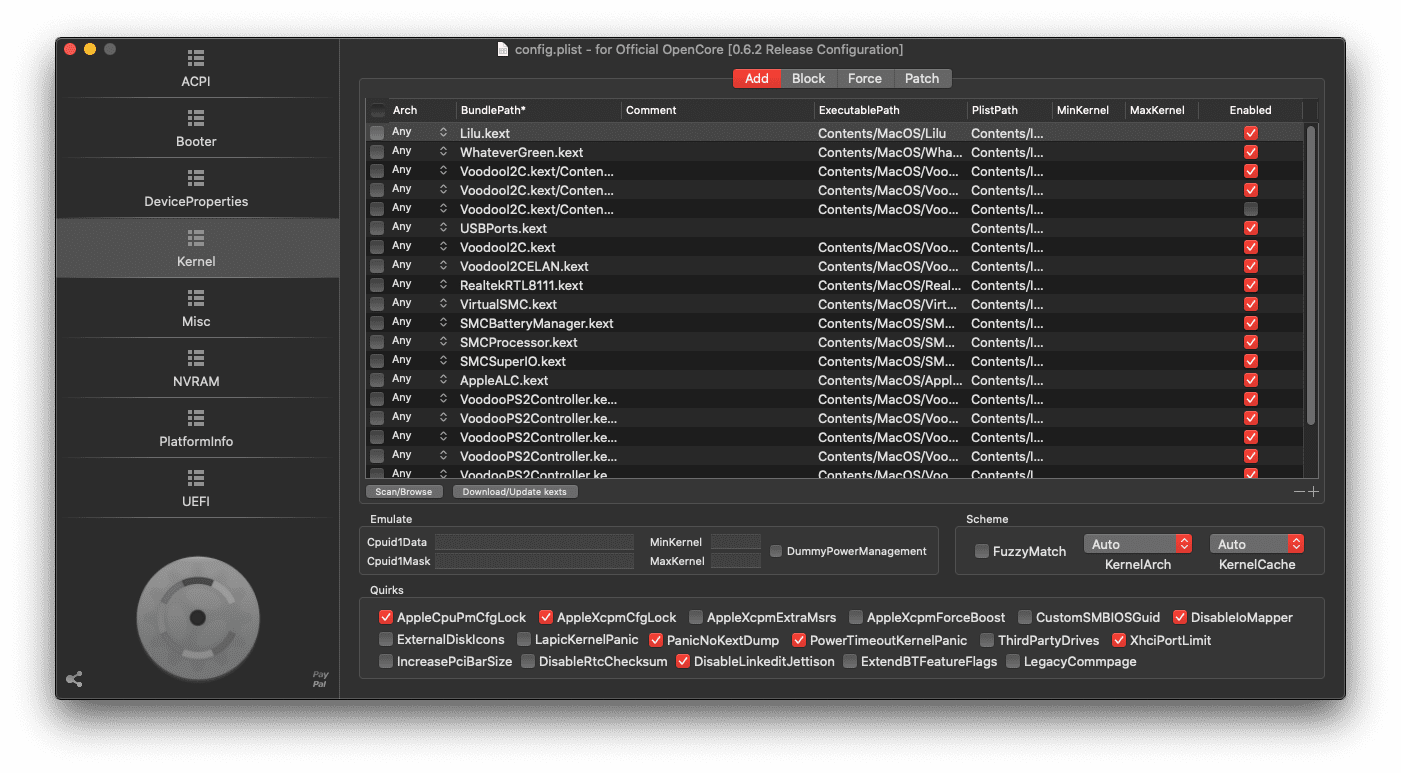 config.plist - for Official OpenCore [0.6.2 Release Configuration]
ACPI
Booter
DeviceProperties
Kernel
Misc
NVRAM
PlatformInfo
UEFI
Pay
Pal
Add Block Force Patch
Arch BundlePath* Comment ExecutablePath PlistPath MinKernel MaxKernel Enabled
Any Lilu.kext Contents/MacOS/Lilu Contents/I...
Any WhateverGreen.kext Contents/MacOS/Wha... Contents/I...
Any VoodooI2C.kext/Conten... Contents/MacOS/Voo... Contents/I...
Any VoodooI2C.kext/Conten... Contents/MacOS/Voo... Contents/I...
Any VoodooI2C.kext/Conten... Contents/MacOS/Voo... Contents/I...
Any USBPorts.kext Contents/I...
Any VoodooI2C.kext Contents/MacOS/Voo... Contents/I...
Any VoodooI2CELAN.kext Contents/MacOS/Voo... Contents/I...
Any RealtekRTL8111.kext Contents/MacOS/Real... Contents/I...
Any VirtualSMC.kext Contents/MacOS/Virt... Contents/I...
Any SMCBatteryManager.kext Contents/MacOS/SM... Contents/I...
Any SMCProcessor.kext Contents/MacOS/SM... Contents/I...
Any SMCSuperIO.kext Contents/MacOS/SM... Contents/I...
Any AppleALC.kext Contents/MacOS/Appl... Contents/I...
Any VoodooPS2Controller.ke... Contents/MacOS/Voo... Contents/I...
Any VoodooPS2Controller.ke... Contents/MacOS/Voo... Contents/I...
Any VoodooPS2Controller.ke... Contents/MacOS/Voo... Contents/I...
Any VoodooPS2Controller.ke... Contents/MacOS/Voo... Contents/I...
Any VoodooPS2Controller.ke Contents/MacOS/Voo Contents/I...
Scan/Browse Download/Update kexts
Emulate
Cpuid1Data MinKernel
Cpuid1Mask MaxKernel
DummyPowerManagement
Scheme
FuzzyMatch Auto Auto
KernelArch KernelCache
Quirks
AppleCpuPmCfgLock AppleXcpmCfgLock AppleXcpmExtraMsrs AppleXcpmForceBoost CustomSMBIOSGuid DisableIoMapper
ExternalDiskIcons LapicKernelPanic PanicNoKextDump PowerTimeoutKernelPanic ThirdPartyDrives XhciPortLimit
IncreasePciBarSize DisableRtcChecksum DisableLinkeditJettison ExtendBTFeatureFlags LegacyCommpage